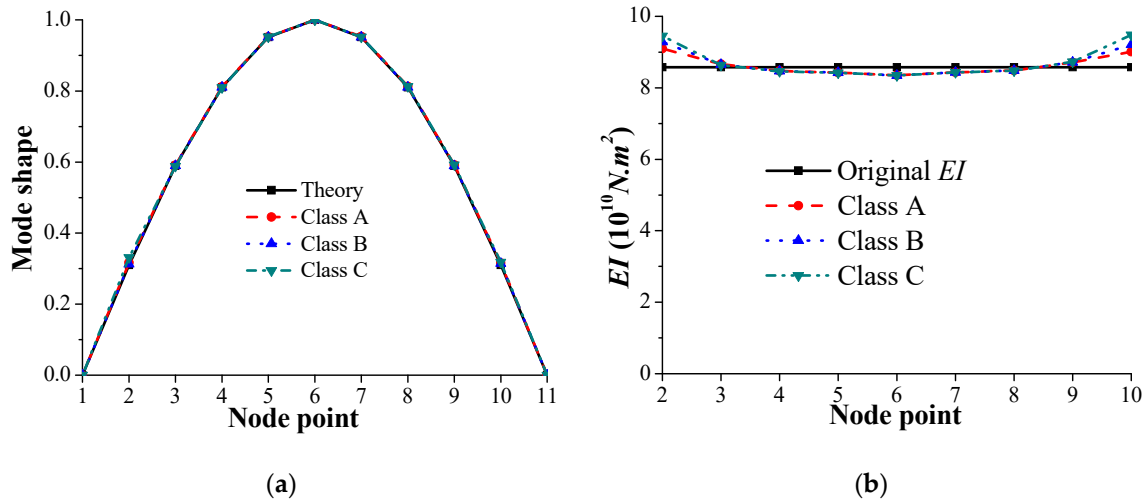 1.0
0.8
0.6
0.4
0.2
0.0
Mode shape
Theory
Class A
Class B
Class C
1 2 3 4 5 6 7 8 9 10 11
Node point
(a)
10
8
6
4
2
0
EI (10^10 N.m^2)
Original EI
Class A
Class B
Class C
2 3 4 5 6 7 8 9 10
Node point
(b)